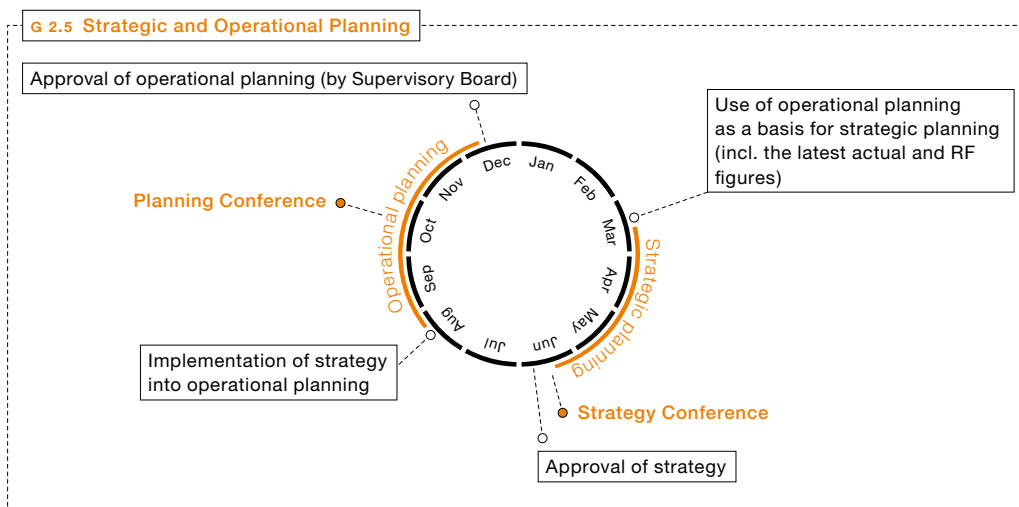 G 2.5 Strategic and Operational Planning
Approval of operational planning (by Supervisory Board)
Use of operational planning
as a basis for strategic planning
(incl. the latest actual and RF
figures)
Operational planning
Planning Conference
Jan
Feb
Mar
Apr
May
Jun
Jul
Aug
Sep
Oct
Nov
Dec
Strategic planning
Implementation of strategy
into operational planning
Strategy Conference
Approval of strategy